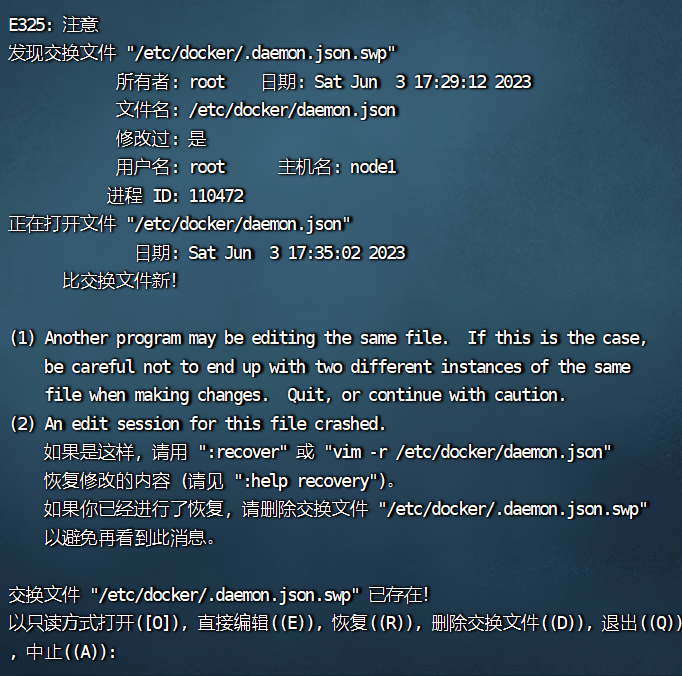 E325: 注意
发现交换文件 "/etc/docker/.daemon.json.swp"
所有者: root 日期: Sat Jun 3 17:29:12 2023
文件名: /etc/docker/daemon.json
修改过: 是
用户名: root 主机名: node1
进程 ID: 110472
正在打开文件 "/etc/docker/daemon.json"
日期: Sat Jun 3 17:35:02 2023
比交换文件新!
(1) Another program may be editing the same file. If this is the case,
be careful not to end up with two different instances of the same
file when making changes. Quit, or continue with caution.
(2) An edit session for this file crashed.
如果是这样, 请用 ":recover" 或 "vim -r /etc/docker/daemon.json"
恢复修改的内容 (请见 ":help recovery")。
如果你已经进行了恢复, 请删除交换文件 "/etc/docker/.daemon.json.swp"
以避免再看到此消息。
交换文件 "/etc/docker/.daemon.json.swp" 已存在!
以只读方式打开([O]), 直接编辑((E)), 恢复((R)), 删除交换文件((D)), 退出((Q))
, 中止((A)):